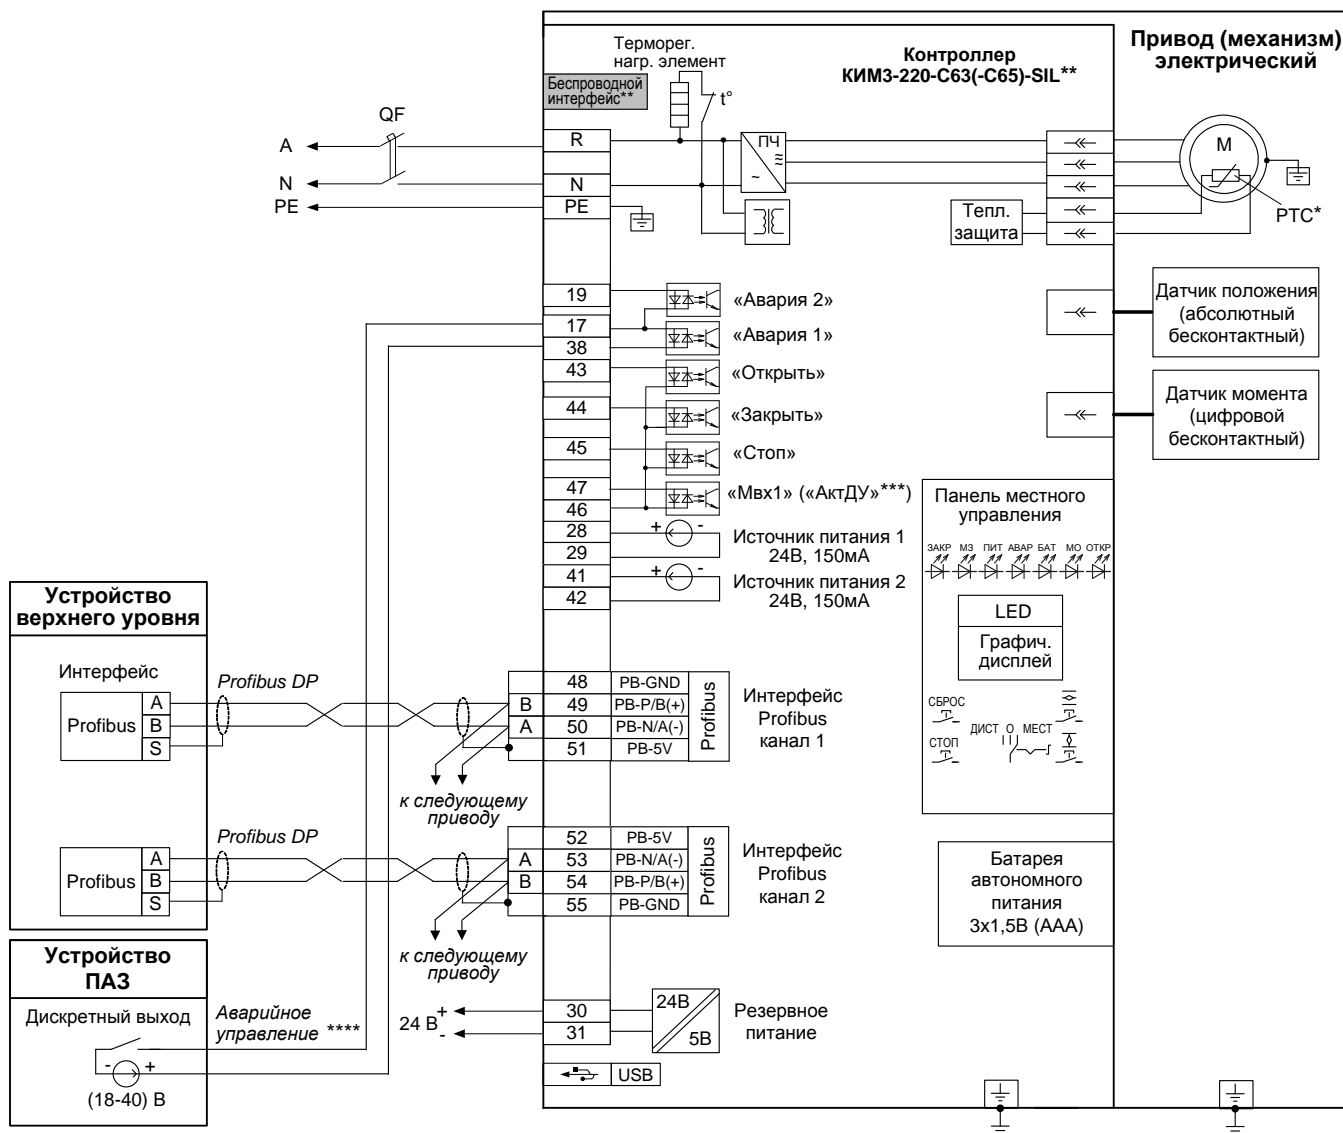 Привод (механизм)
электрический
Контроллер
КИМ3-220-С63(-С65)-SIL**
Терморег.
нагр. элемент
t°
Беспроводной
интерфейс**
QF
A
N
PE
R
N
PE
ПЧ
≈
~
M
PTC*
Тепл.
защита
19
17
38
43
44
45
47
46
28
29
41
42
«Авария 2»
«Авария 1»
«Открыть»
«Закрыть»
«Стоп»
«Мвх1» («АктДУ»***)
+ -
Источник питания 1
24В, 150мА
+ -
Источник питания 2
24В, 150мА
Датчик положения
(абсолютный
бесконтактный)
Датчик момента
(цифровой
бесконтактный)
Панель местного
управления
ЗАКР МЗ ПИТ АВАР БАТ МО ОТКР
LED
Графич.
дисплей
СБРОС
СТОП
ДИСТ О МЕСТ
Батарея
автономного
питания
3х1,5В (ААА)
Устройство
верхнего уровня
Интерфейс
Profibus
A
B
S
Profibus DP
B
A
48 PB-GND
49 PB-P/B(+)
50 PB-N/A(-)
51 PB-5V
Profibus
Интерфейс
Profibus
канал 1
к следующему
приводу
Profibus
A
B
S
Profibus DP
A
B
52 PB-5V
53 PB-N/A(-)
54 PB-P/B(+)
55 PB-GND
Profibus
Интерфейс
Profibus
канал 2
к следующему
приводу
Устройство
ПАЗ
Дискретный выход
- +
(18-40) В
Аварийное
управление ****
24 В
+
-
30
31
24В
5В
Резервное
питание
USB